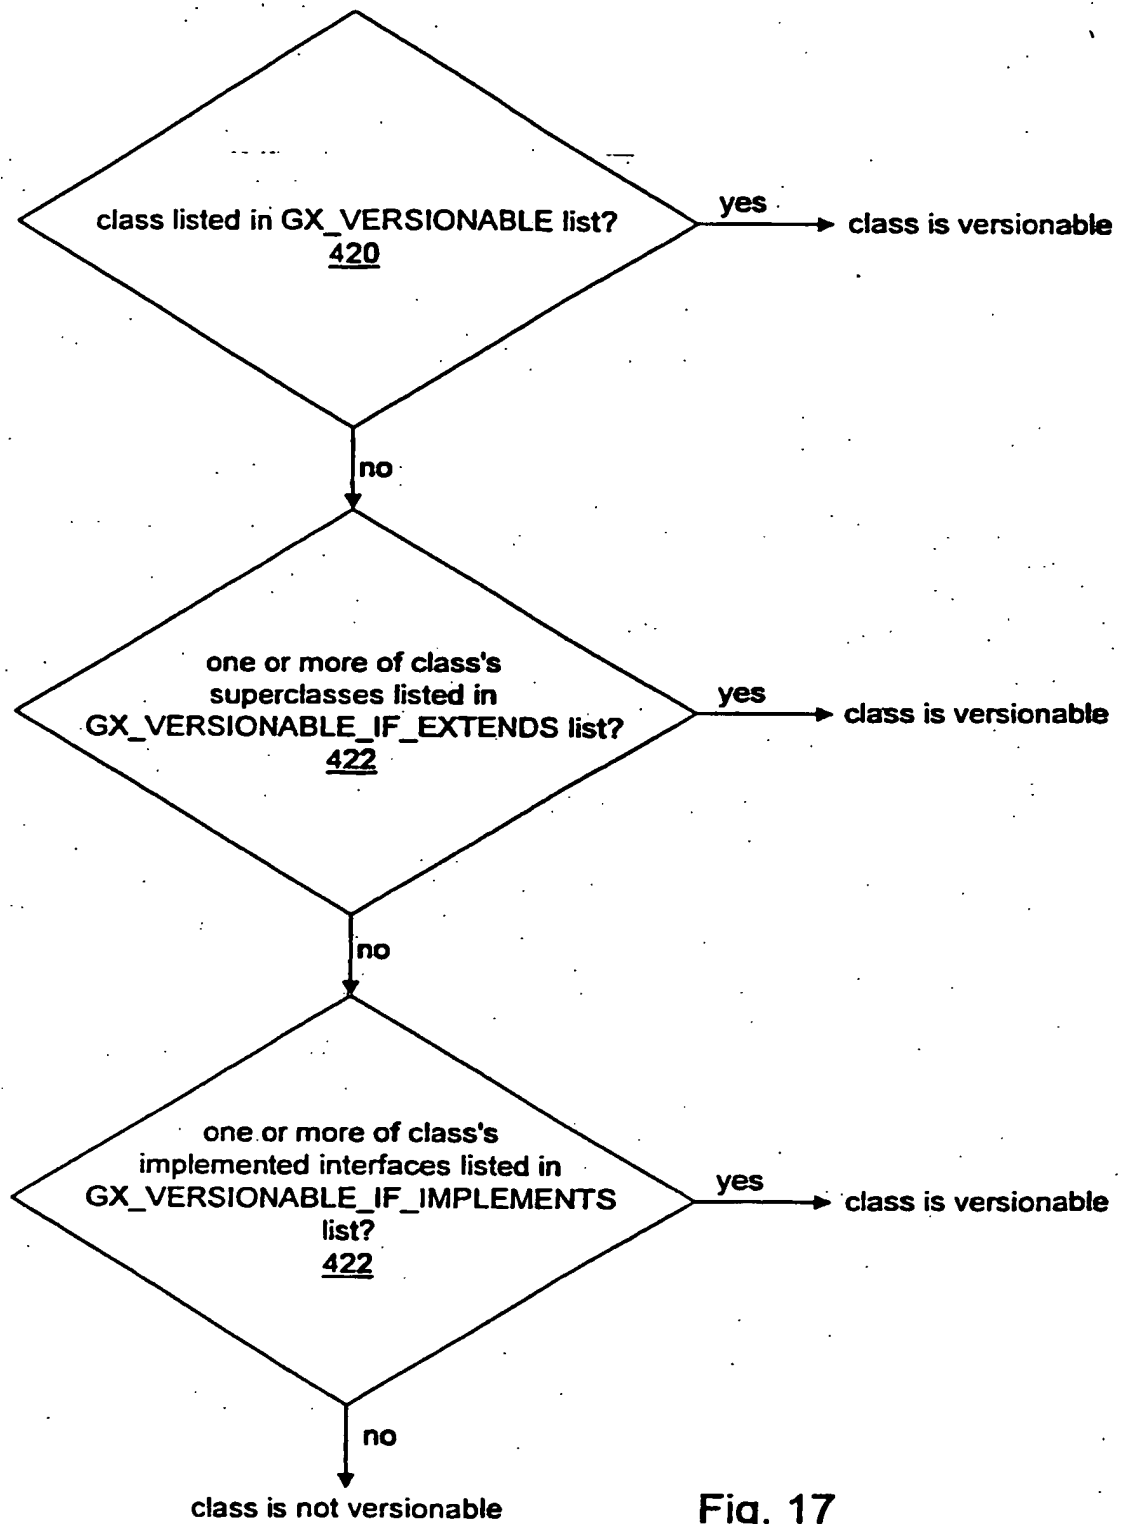 class listed in GX_VERSIONABLE list?
420
yes
class is versionable
no
one or more of class's
superclasses listed in
GX_VERSIONABLE_IF_EXTENDS list?
422
yes
class is versionable
no
one or more of class's
implemented interfaces listed in
GX_VERSIONABLE_IF_IMPLEMENTS
list?
422
yes
class is versionable
no
class is not versionable
Fig. 17